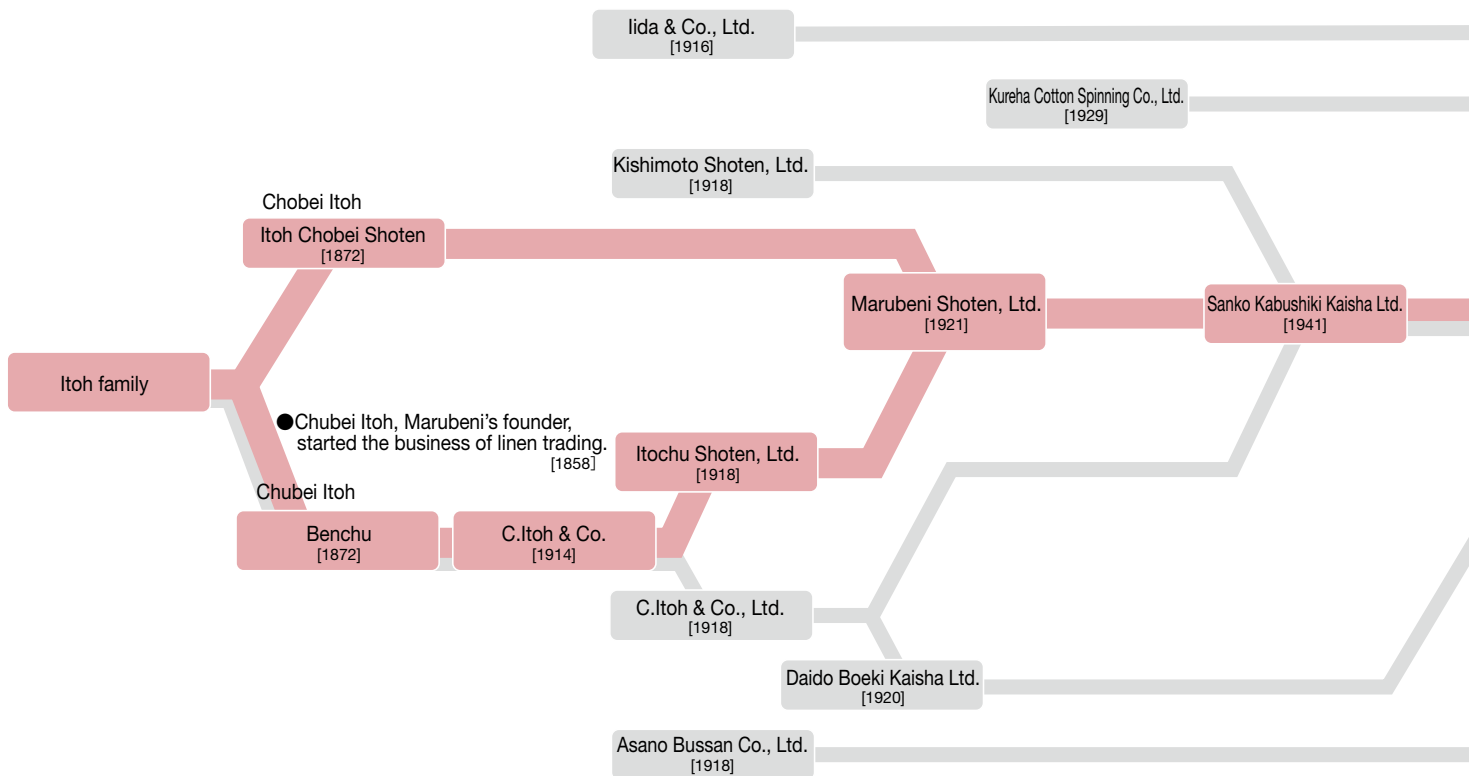 Iida & Co., Ltd.
[1916]
Kureha Cotton Spinning Co., Ltd.
[1929]
Kishimoto Shoten, Ltd.
[1918]
Chobei Itoh
Itoh Chobei Shoten
[1872]
Marubeni Shoten, Ltd.
[1921]
Sanko Kabushiki Kaisha Ltd.
[1941]
Itoh family
●Chubei Itoh, Marubeni’s founder,
started the business of linen trading.
[1858]
Itochu Shoten, Ltd.
[1918]
Chubei Itoh
Benchu
[1872]
C.Itoh & Co.
[1914]
C.Itoh & Co., Ltd.
[1918]
Daido Boeki Kaisha Ltd.
[1920]
Asano Bussan Co., Ltd.
[1918]